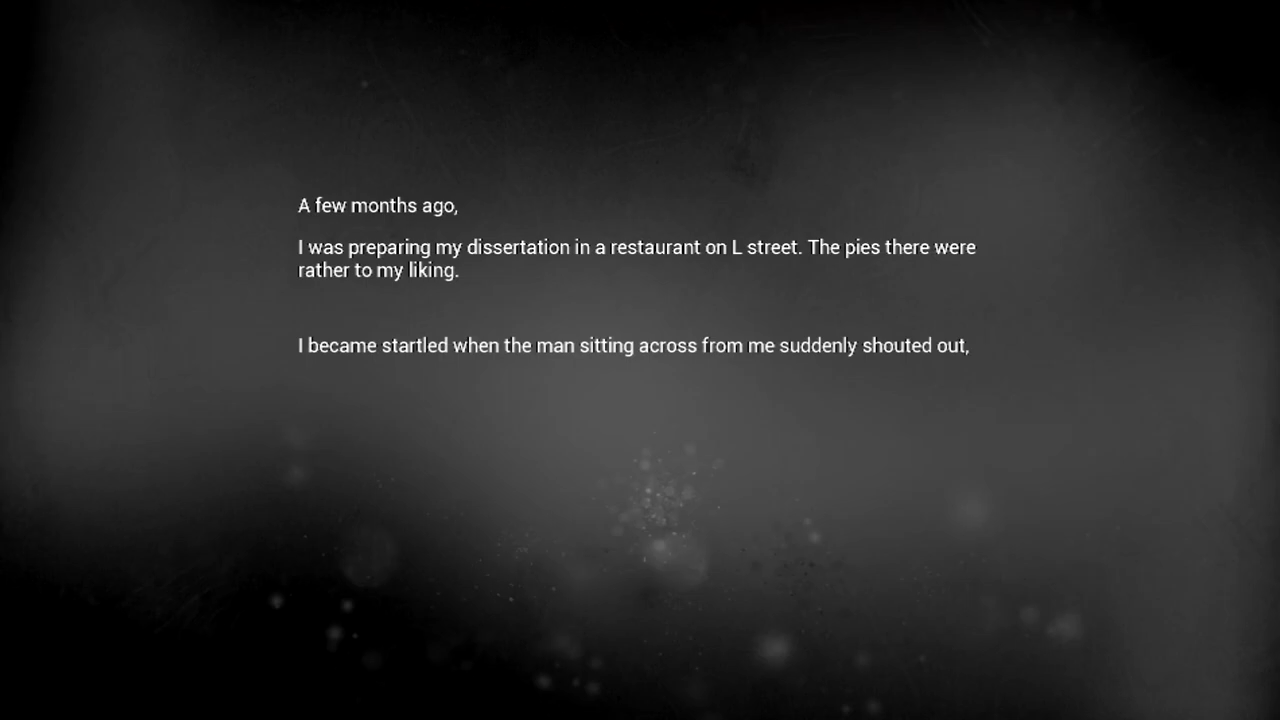 A few months ago,
I was preparing my dissertation in a restaurant on L street. The pies there were
rather to my liking.
I became startled when the man sitting across from me suddenly shouted out,